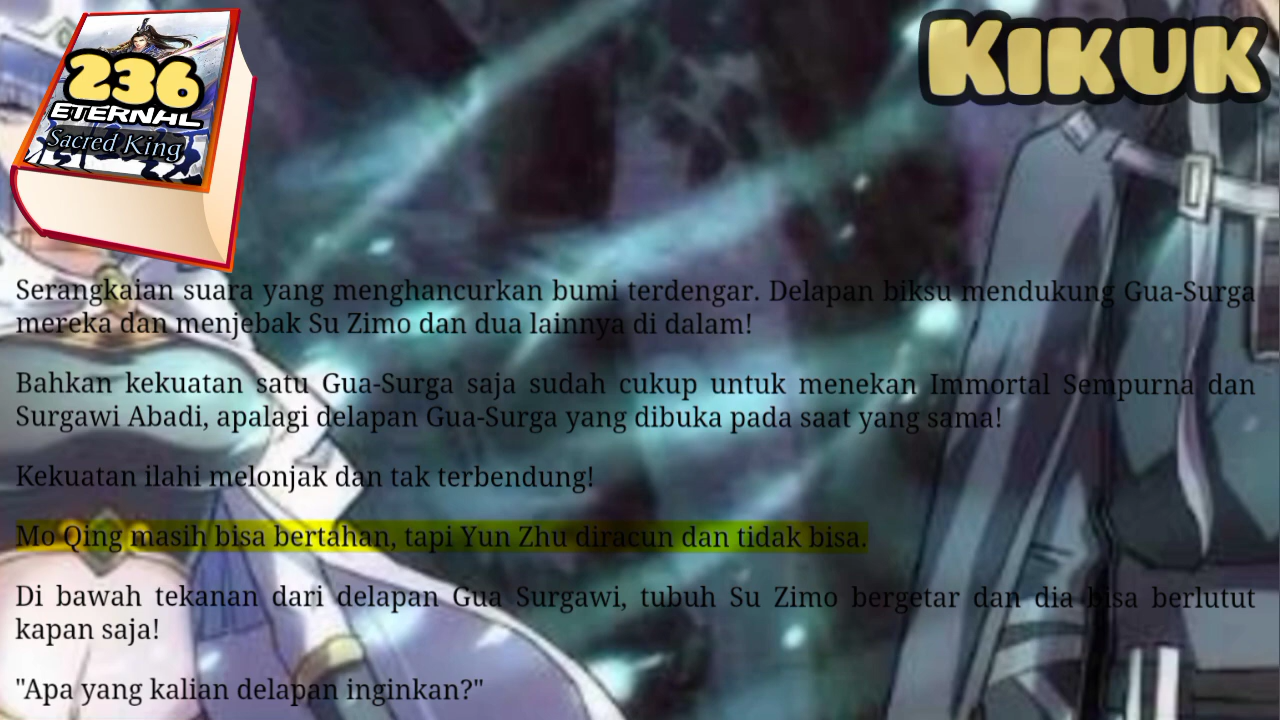 236
ETERNAL
Sacred King
KIKUK
Serangkaian suara yang menghancurkan bumi terdengar. Delapan biksu mendukung Gua-Surga
mereka dan menjebak Su Zimo dan dua lainnya di dalam!
Bahkan kekuatan satu Gua-Surga saja sudah cukup untuk menekan Immortal Sempurna dan
Surgawi Abadi, apalagi delapan Gua-Surga yang dibuka pada saat yang sama!
Kekuatan ilahi melonjak dan tak terbendung!
Mo Qing masih bisa bertahan, tapi Yun Zhu diracun dan tidak bisa.
Di bawah tekanan dari delapan Gua Surgawi, tubuh Su Zimo bergetar dan dia bisa berlutut
kapan saja!
"Apa yang kalian delapan inginkan?"